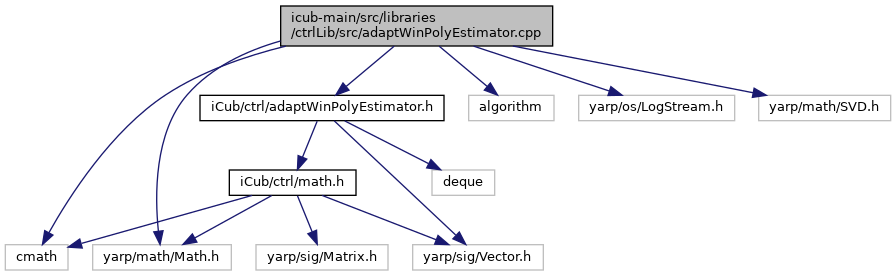 icub-main/src/libraries
/ctrlLib/src/adaptWinPolyEstimator.cpp
iCub/ctrl/adaptWinPolyEstimator.h
algorithm
yarp/os/LogStream.h
yarp/math/SVD.h
iCub/ctrl/math.h
deque
cmath
yarp/math/Math.h
yarp/sig/Matrix.h
yarp/sig/Vector.h